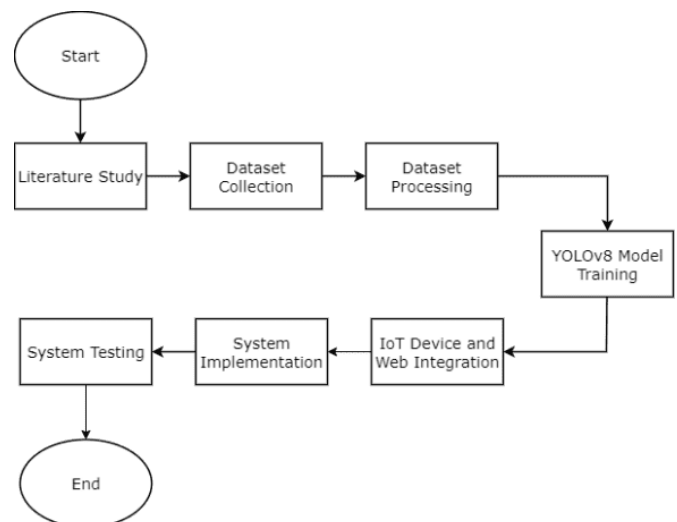 Start
Literature Study
Dataset
Collection
Dataset
Processing
YOLOv8 Model
Training
IoT Device and
Web Integration
System
Implementation
System Testing
End